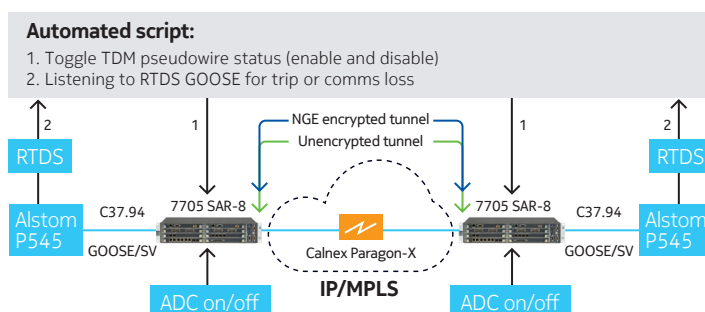 Automated script:
1. Toggle TDM pseudowire status (enable and disable)
2. Listening to RTDS GOOSE for trip or comms loss
2
1
NGE encrypted tunnel
1
2
Unencrypted tunnel
RTDS
RTDS
Alstom P545
C37.94
7705 SAR-8
7705 SAR-8
C37.94
Alstom P545
GOOSE/SV
Calnex Paragon-X
GOOSE/SV
IP/MPLS
ADC on/off
ADC on/off